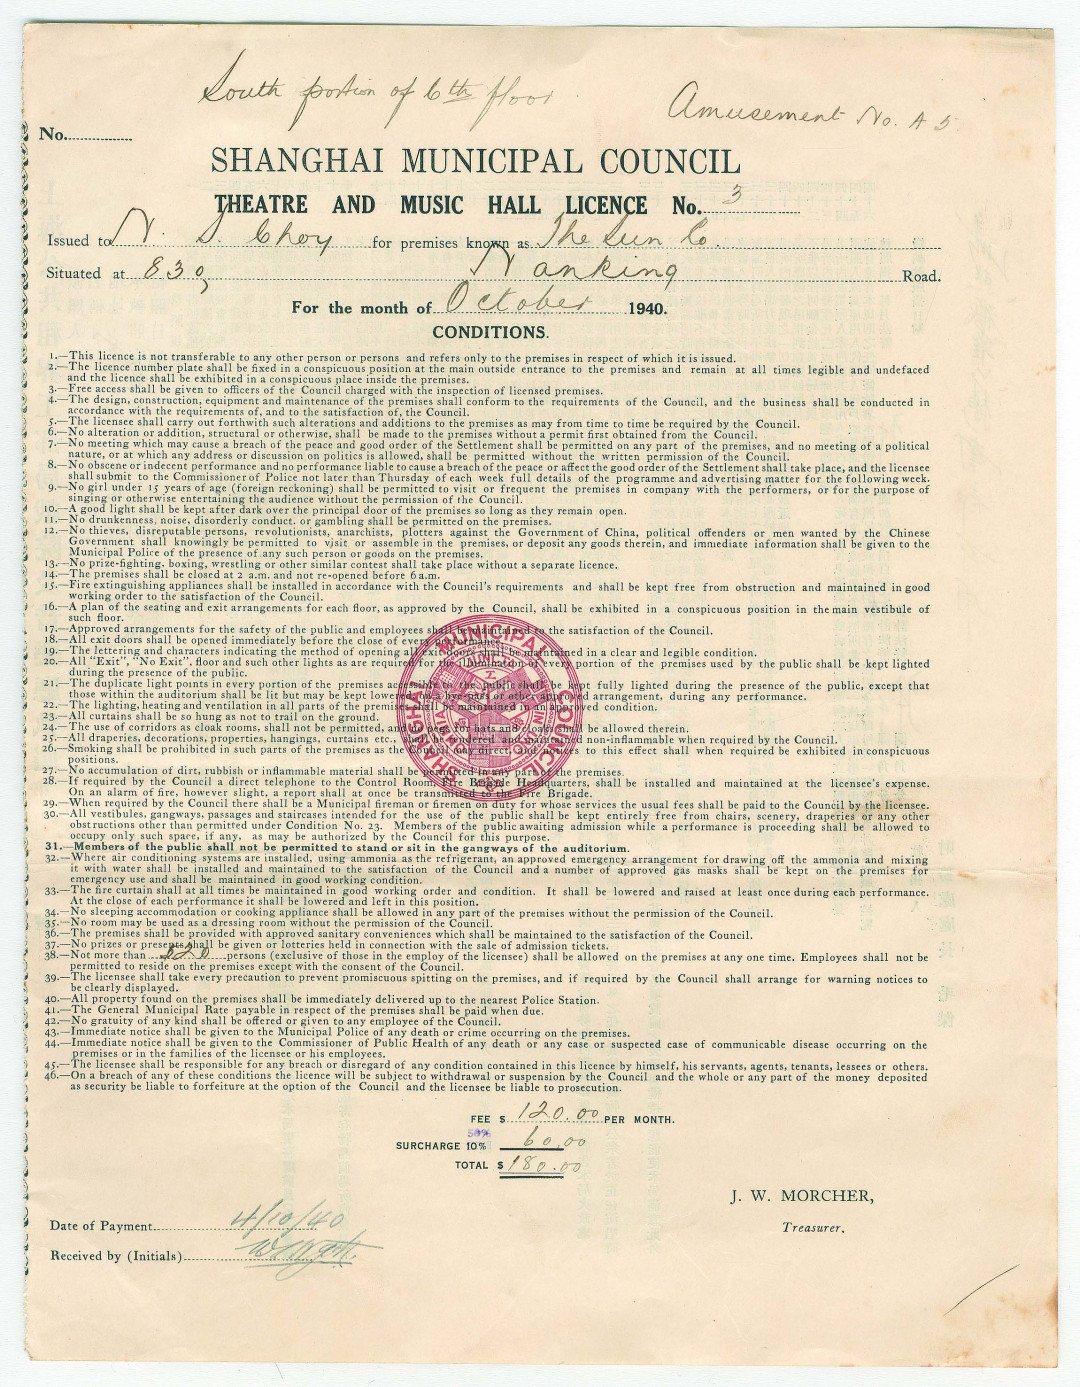 South portion of 6th floor
Amusement No. A 5.
No.
SHANGHAI MUNICIPAL COUNCIL
THEATRE AND MUSIC HALL LICENCE No. 3
Issued to N. S. Choy for premises known as The Sun Co.
Situated at 830, Nanking Road.
For the month of October 1940.
CONDITIONS.
1.—This licence is not transferable to any other person or persons and refers only to the premises in respect of which it is issued.
2.—The licence number plate shall be fixed in a conspicuous position at the main outside entrance to the premises and remain at all times legible and undefaced
and the licence shall be exhibited in a conspicuous place inside the premises.
3.—Free access shall be given to officers of the Council charged with the inspection of licensed premises.
4.—The design, construction, equipment and maintenance of the premises shall conform to the requirements of the Council, and the business shall be conducted in
accordance with the requirements of, and to the satisfaction of, the Council.
5.—The licensee shall carry out forthwith such alterations and additions to the premises as may from time to time be required by the Council.
6.—No alteration or addition, structural or otherwise, shall be made to the premises without a permit first obtained from the Council.
7.—No meeting which may cause a breach of the peace and good order of the Settlement shall be permitted on any part of the premises, and no meeting of a political
nature, or at which any address or discussion on politics is allowed, shall be permitted without the written permission of the Council.
8.—No obscene or indecent performance and no performance liable to cause a breach of the peace or affect the good order of the Settlement shall take place, and the licensee
shall submit to the Commissioner of Police not later than Thursday of each week full details of the programme and advertising matter for the following week.
9.—No girl under 15 years of age (foreign reckoning) shall be permitted to visit or frequent the premises in company with the performers, or for the purpose of
singing or otherwise entertaining the audience without the permission of the Council.
10.—A good light shall be kept after dark over the principal door of the premises so long as they remain open.
11.—No drunkenness, noise, disorderly conduct, or gambling shall be permitted on the premises.
12.—No thieves, disreputable persons, revolutionists, anarchists, plotters against the Government of China, political offenders or men wanted by the Chinese
Government shall knowingly be permitted to visit or assemble in the premises, or deposit any goods therein, and immediate information shall be given to the
Municipal Police of the presence of any such person or goods on the premises.
13.—No prize-fighting, boxing, wrestling or other similar contest shall take place without a separate licence.
14.—The premises shall be closed at 2 a.m. and not re-opened before 6 a.m.
15.—Fire extinguishing appliances shall be installed in accordance with the Council's requirements and shall be kept free from obstruction and maintained in good
working order to the satisfaction of the Council.
16.—A plan of the seating and exit arrangements for each floor, as approved by the Council, shall be exhibited in a conspicuous position in the main vestibule of
such floor.
17.—Approved arrangements for the safety of the public and employees shall be maintained to the satisfaction of the Council.
18.—All exit doors shall be opened immediately before the close of every performance.
19.—The lettering and characters indicating the method of opening all exit doors shall be maintained in a clear and legible condition.
20.—All "Exit", "No Exit", floor and such other lights as are required for the illumination of every portion of the premises used by the public shall be kept lighted
during the presence of the public.
21.—The duplicate light points in every portion of the premises accessible to the public shall be kept fully lighted during the presence of the public, except that
those within the auditorium shall be lit but may be kept lowered on a bye-pass or other approved arrangement, during any performance.
22.—The lighting, heating and ventilation in all parts of the premises shall be maintained in an approved condition.
23.—All curtains shall be so hung as not to trail on the ground.
24.—The use of corridors as cloak rooms, shall not be permitted, and no pegs for hats and cloaks shall be allowed therein.
25.—All draperies, decorations, properties, hangings, curtains etc. shall be rendered and maintained non-inflammable when required by the Council.
26.—Smoking shall be prohibited in such parts of the premises as the Council may direct, and notices to this effect shall when required be exhibited in conspicuous
positions.
27.—No accumulation of dirt, rubbish or inflammable material shall be permitted in any part of the premises.
28.—If required by the Council a direct telephone to the Control Room, Fire Brigade Headquarters, shall be installed and maintained at the licensee's expense.
On an alarm of fire, however slight, a report shall at once be transmitted to the Fire Brigade.
29.—When required by the Council there shall be a Municipal fireman or firemen on duty for whose services the usual fees shall be paid to the Council by the licensee.
30.—All vestibules, gangways, passages and staircases intended for the use of the public shall be kept entirely free from chairs, scenery, draperies or any other
obstructions other than permitted under Condition No. 23. Members of the public awaiting admission while a performance is proceeding shall be allowed to
occupy only such space, if any, as may be authorized by the Council for this purpose.
31.—Members of the public shall not be permitted to stand or sit in the gangways of the auditorium.
32.—Where air conditioning systems are installed, using ammonia as the refrigerant, an approved emergency arrangement for drawing off the ammonia and mixing
it with water shall be installed and maintained to the satisfaction of the Council and a number of approved gas masks shall be kept on the premises for
emergency use and shall be maintained in good working condition.
33.—The fire curtain shall at all times be maintained in good working order and condition. It shall be lowered and raised at least once during each performance.
At the close of each performance it shall be lowered and left in this position.
34.—No sleeping accommodation or cooking appliance shall be allowed in any part of the premises without the permission of the Council.
35.—No room may be used as a dressing room without the permission of the Council.
36.—The premises shall be provided with approved sanitary conveniences which shall be maintained to the satisfaction of the Council.
37.—No prizes or presents shall be given or lotteries held in connection with the sale of admission tickets.
38.—Not more than 520 persons (exclusive of those in the employ of the licensee) shall be allowed on the premises at any one time. Employees shall not be
permitted to reside on the premises except with the consent of the Council.
39.—The licensee shall take every precaution to prevent promiscuous spitting on the premises, and if required by the Council shall arrange for warning notices to
be clearly displayed.
40.—All property found on the premises shall be immediately delivered up to the nearest Police Station.
41.—The General Municipal Rate payable in respect of the premises shall be paid when due.
42.—No gratuity of any kind shall be offered or given to any employee of the Council.
43.—Immediate notice shall be given to the Municipal Police of any death or crime occurring on the premises.
44.—Immediate notice shall be given to the Commissioner of Public Health of any death or any case or suspected case of communicable disease occurring on the
premises or in the families of the licensee or his employees.
45.—The licensee shall be responsible for any breach or disregard of any condition contained in this licence by himself, his servants, agents, tenants, lessees or others.
46.—On a breach of any of these conditions the licence will be subject to withdrawal or suspension by the Council and the whole or any part of the money deposited
as security be liable to forfeiture at the option of the Council and the licensee be liable to prosecution.
SHANGHAI MUNICIPAL COUNCIL
FEE $ 120.00 PER MONTH.
50%
SURCHARGE 10% 60.00
TOTAL $ 180.00
J. W. MORCHER,
Treasurer.
Date of Payment 4/10/40
Received by (Initials)